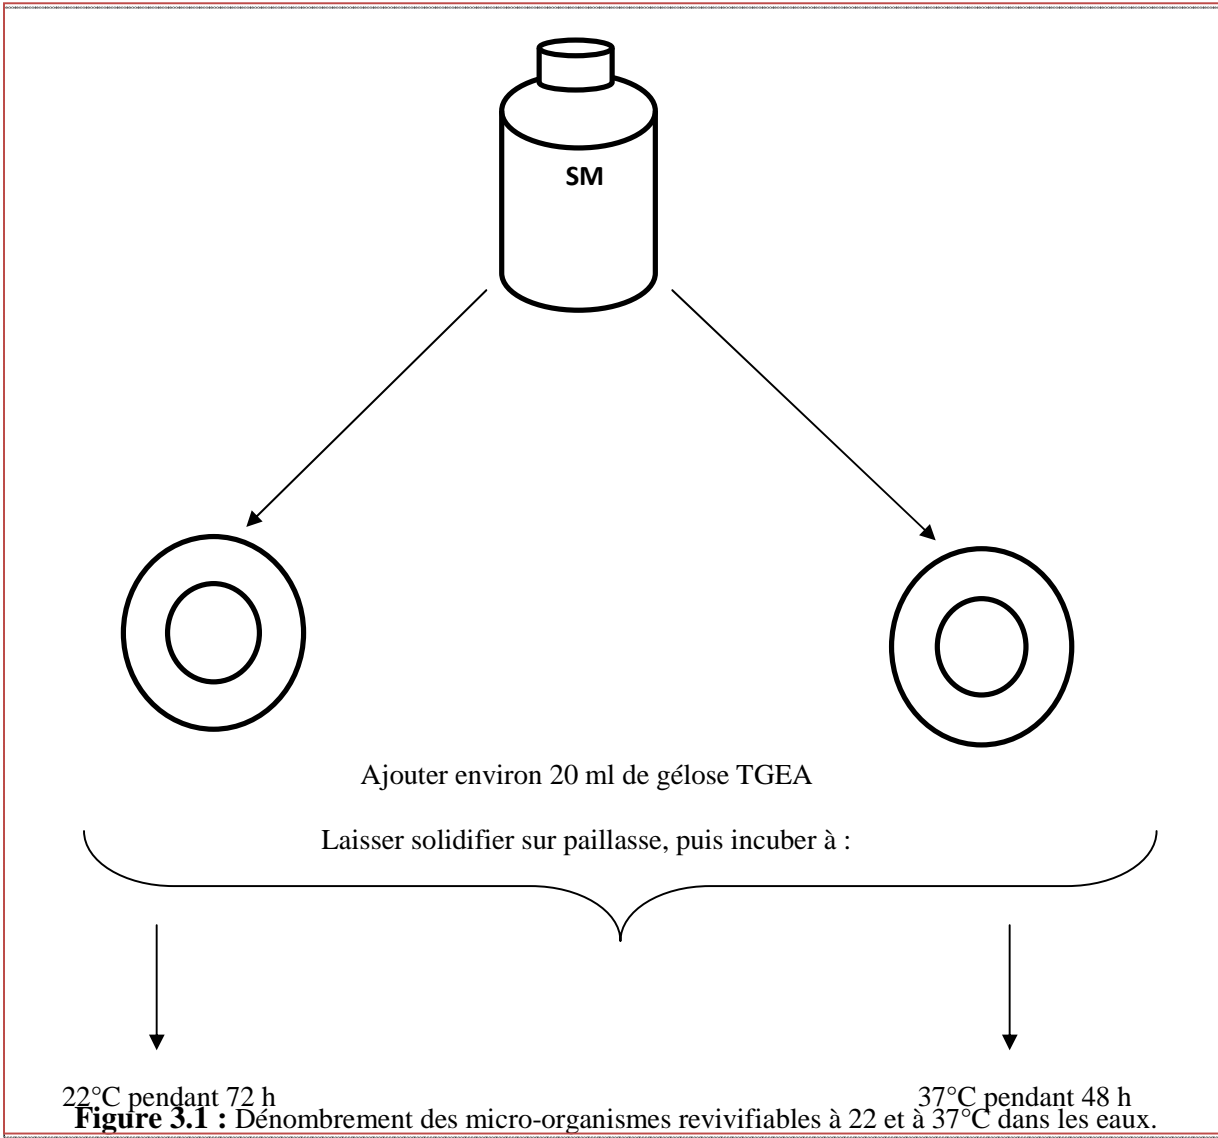 SM
Ajouter environ 20 ml de gélose TGEA
Laisser solidifier sur paillasse, puis incuber à :
22°C pendant 72 h
37°C pendant 48 h
Figure 3.1 : Dénombrement des micro-organismes revivifiables à 22 et à 37°C dans les eaux.